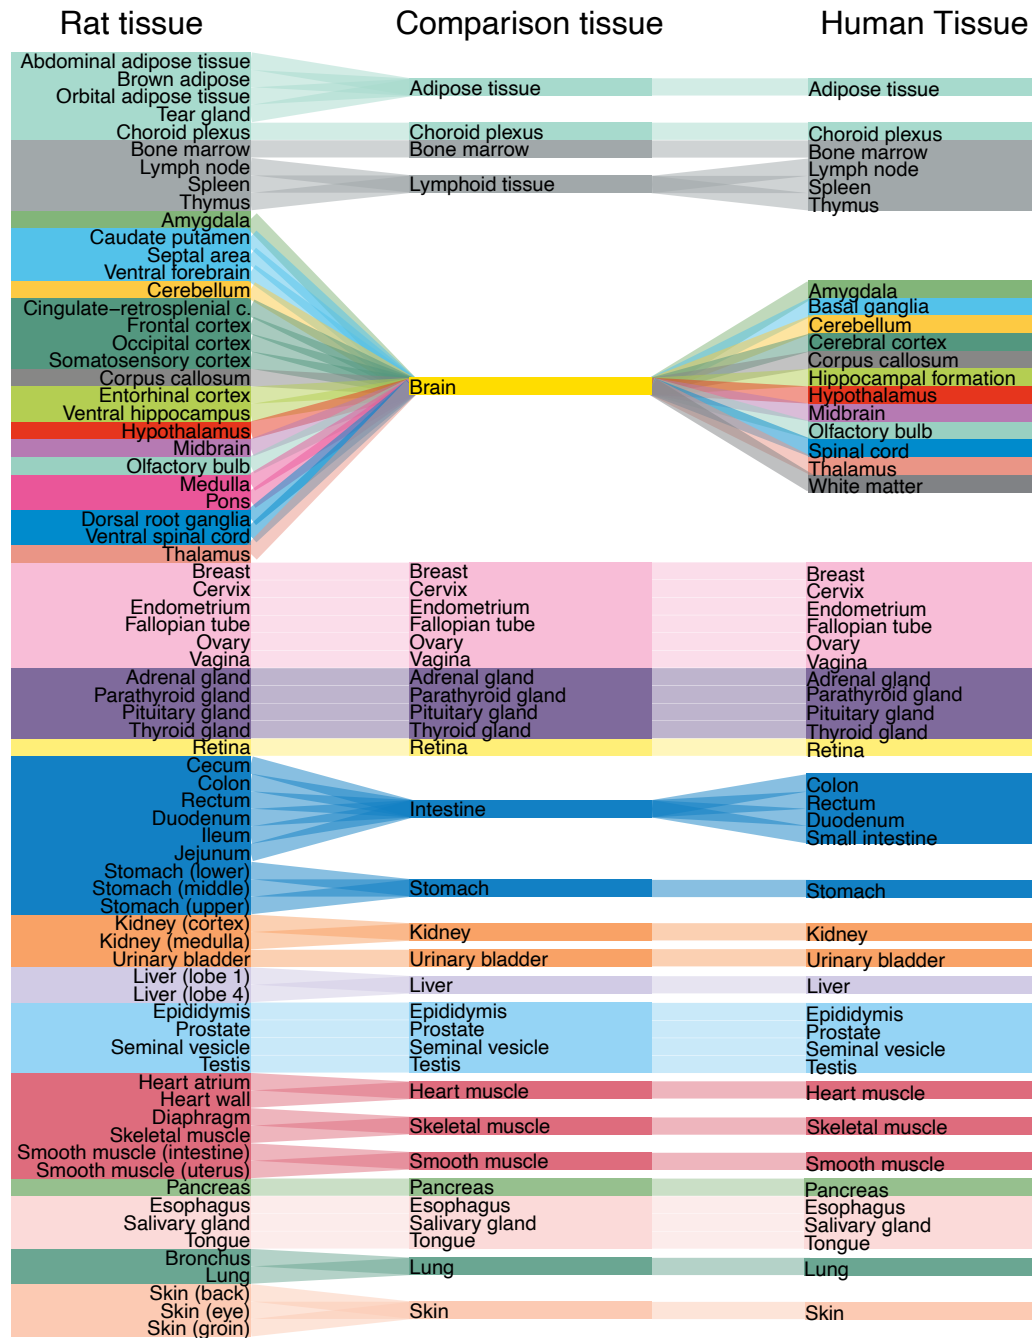 Rat tissue
Comparison tissue
Human Tissue
Abdominal adipose tissue
Brown adipose
Orbital adipose tissue
Tear gland
Choroid plexus
Bone marrow
Lymph node
Spleen
Thymus
Amygdala
Caudate putamen
Septal area
Ventral forebrain
Cerebellum
Cingulate−retrosplenial c.
Frontal cortex
Occipital cortex
Somatosensory cortex
Corpus callosum
Entorhinal cortex
Ventral hippocampus
Hypothalamus
Midbrain
Olfactory bulb
Medulla
Pons
Dorsal root ganglia
Ventral spinal cord
Thalamus
Breast
Cervix
Endometrium
Fallopian tube
Ovary
Vagina
Adrenal gland
Parathyroid gland
Pituitary gland
Thyroid gland
Retina
Cecum
Colon
Rectum
Duodenum
Ileum
Jejunum
Stomach (lower)
Stomach (middle)
Stomach (upper)
Kidney (cortex)
Kidney (medulla)
Urinary bladder
Liver (lobe 1)
Liver (lobe 4)
Epididymis
Prostate
Seminal vesicle
Testis
Heart atrium
Heart wall
Diaphragm
Skeletal muscle
Smooth muscle (intestine)
Smooth muscle (uterus)
Pancreas
Esophagus
Salivary gland
Tongue
Bronchus
Lung
Skin (back)
Skin (eye)
Skin (groin)
Adipose tissue
Choroid plexus
Bone marrow
Lymphoid tissue
Brain
Breast
Cervix
Endometrium
Fallopian tube
Ovary
Vagina
Adrenal gland
Parathyroid gland
Pituitary gland
Thyroid gland
Retina
Intestine
Stomach
Kidney
Urinary bladder
Liver
Epididymis
Prostate
Seminal vesicle
Testis
Heart muscle
Skeletal muscle
Smooth muscle
Pancreas
Esophagus
Salivary gland
Tongue
Lung
Skin
Adipose tissue
Choroid plexus
Bone marrow
Lymph node
Spleen
Thymus
Amygdala
Basal ganglia
Cerebellum
Cerebral cortex
Corpus callosum
Hippocampal formation
Hypothalamus
Midbrain
Olfactory bulb
Spinal cord
Thalamus
White matter
Breast
Cervix
Endometrium
Fallopian tube
Ovary
Vagina
Adrenal gland
Parathyroid gland
Pituitary gland
Thyroid gland
Retina
Colon
Rectum
Duodenum
Small intestine
Stomach
Kidney
Urinary bladder
Liver
Epididymis
Prostate
Seminal vesicle
Testis
Heart muscle
Skeletal muscle
Smooth muscle
Pancreas
Esophagus
Salivary gland
Tongue
Lung
Skin